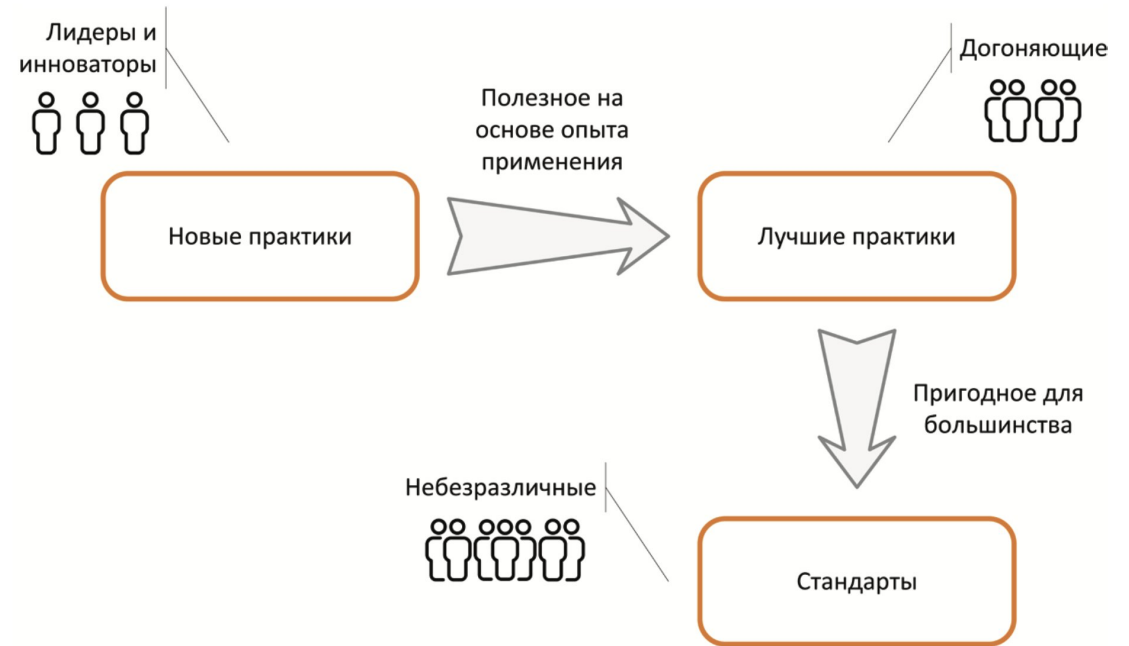 Лидеры и
инноваторы
Догоняющие
Полезное на
основе опыта
применения
Новые практики
Лучшие практики
Пригодное для
большинства
Небезразличные
Стандарты